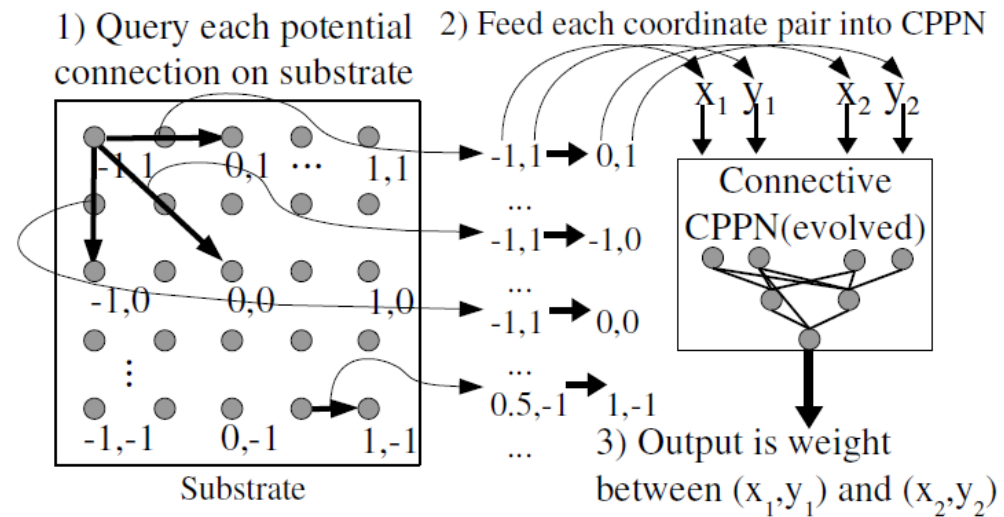 1) Query each potential
connection on substrate
-1,1 0,1 ... 1,1
-1,0 0,0 1,0
⋮
-1,-1 0,-1 1,-1
Substrate
2) Feed each coordinate pair into CPPN
x₁ y₁ x₂ y₂
-1,1 0,1
...
-1,1 -1,0
...
-1,1 0,0
...
0.5,-1 1,-1
...
Connective
CPPN(evolved)
3) Output is weight
between (x₁,y₁) and (x₂,y₂)